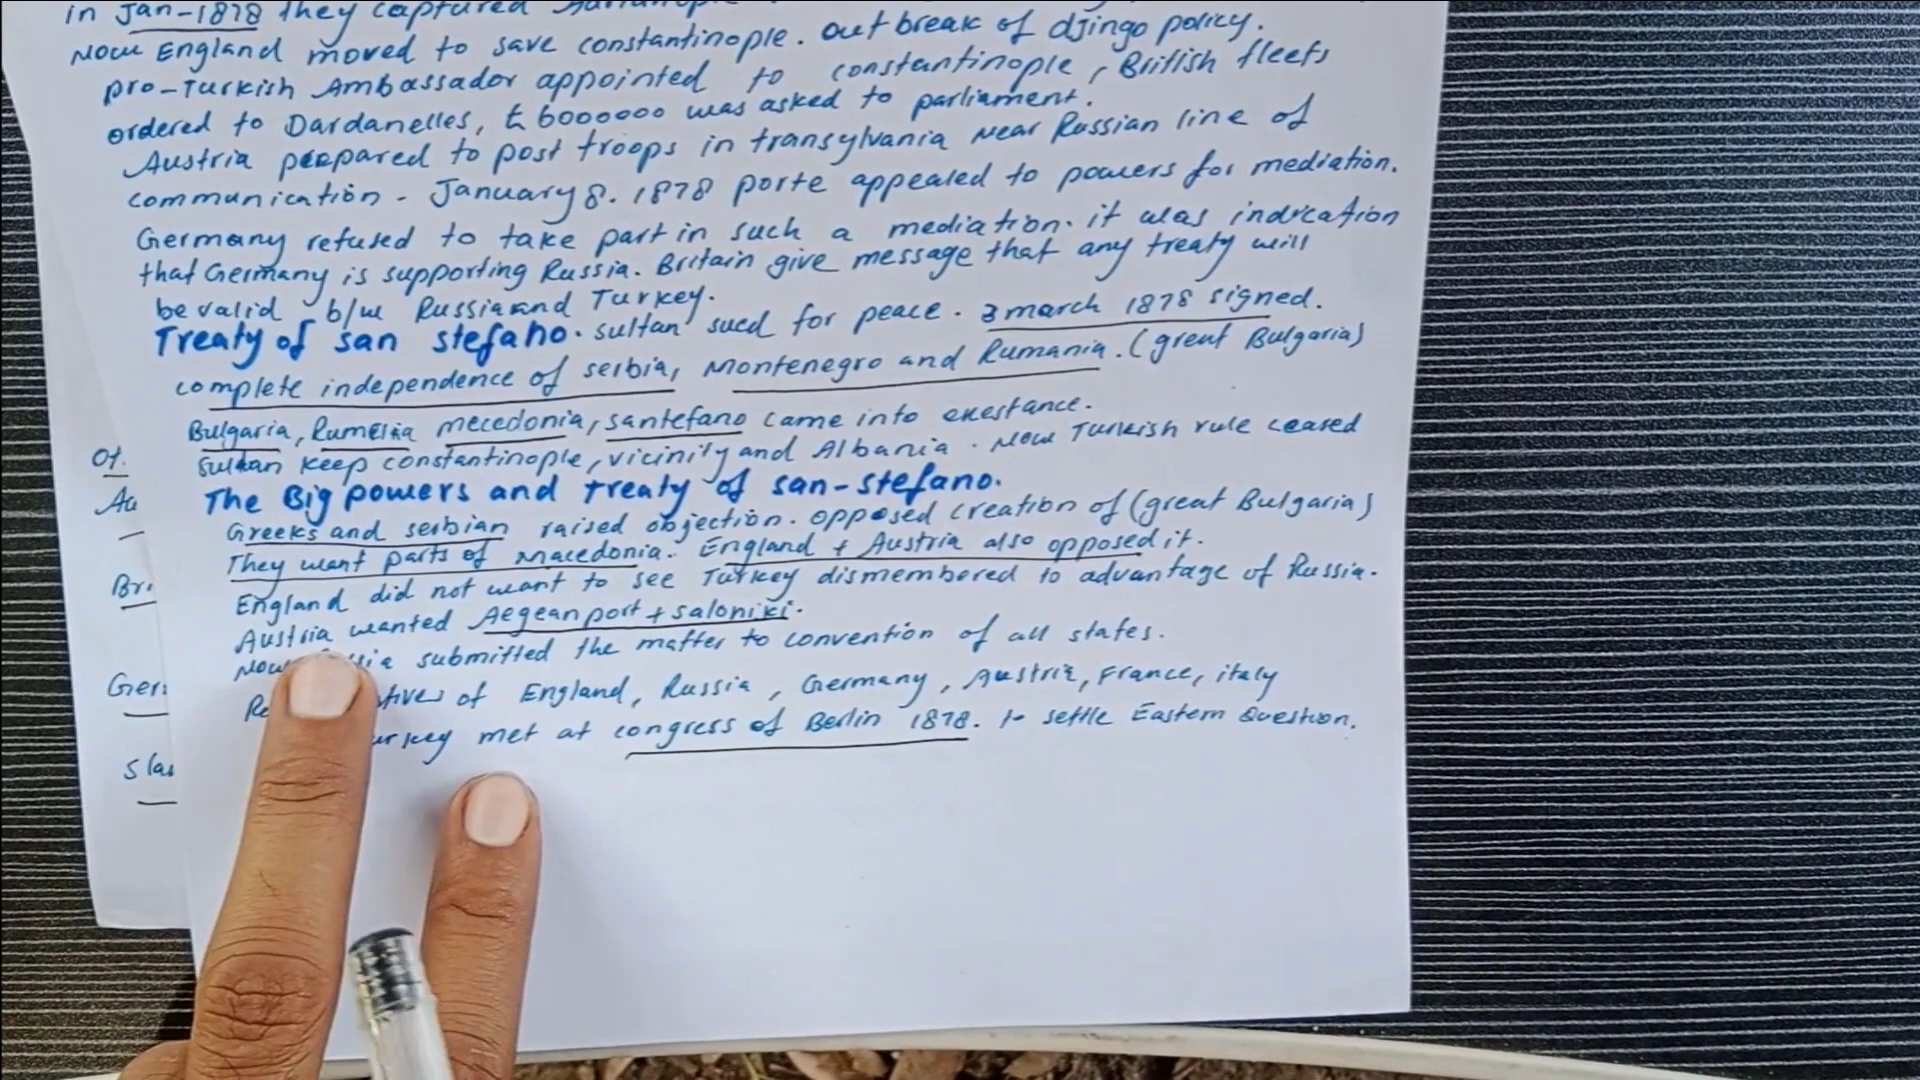 in Jan-1878 they captured
Now England moved to save constantinople. out break of djingo policy.
pro-Turkish Ambassador appointed to constantinople, British fleets
ordered to Dardanelles, £ 6000000 was asked to parliament.
Austria prepared to post troops in transylvania near Russian line of
communication - January 8. 1878 porte appealed to powers for mediation.
Germany refused to take part in such a mediation. it was indication
that Germany is supporting Russia. Britain give message that any treaty will
be valid b/w Russia and Turkey.
Treaty of san stefano. sultan sued for peace. 3 march 1878 signed.
complete independence of serbia, Montenegro and Rumania. (great Bulgaria)
Bulgaria, Rumelia mecedonia, santefano came into exestance.
sultan keep constantinople, vicinity and Albania. Now Turkish rule ceased
The Big powers and treaty of san-stefano.
Greeks and serbian raised objection. opposed creation of (great Bulgaria)
They want parts of Macedonia. England + Austria also opposed it.
England did not want to see Turkey dismembered to advantage of Russia.
Austria wanted Aegean port + saloniki.
Now submitted the matter to convention of all states.
of England, Russia, Germany, Austria, France, italy
met at congress of Berlin 1878. to settle Eastern Question.
Ot.
Au
Bri
Ger
Sla